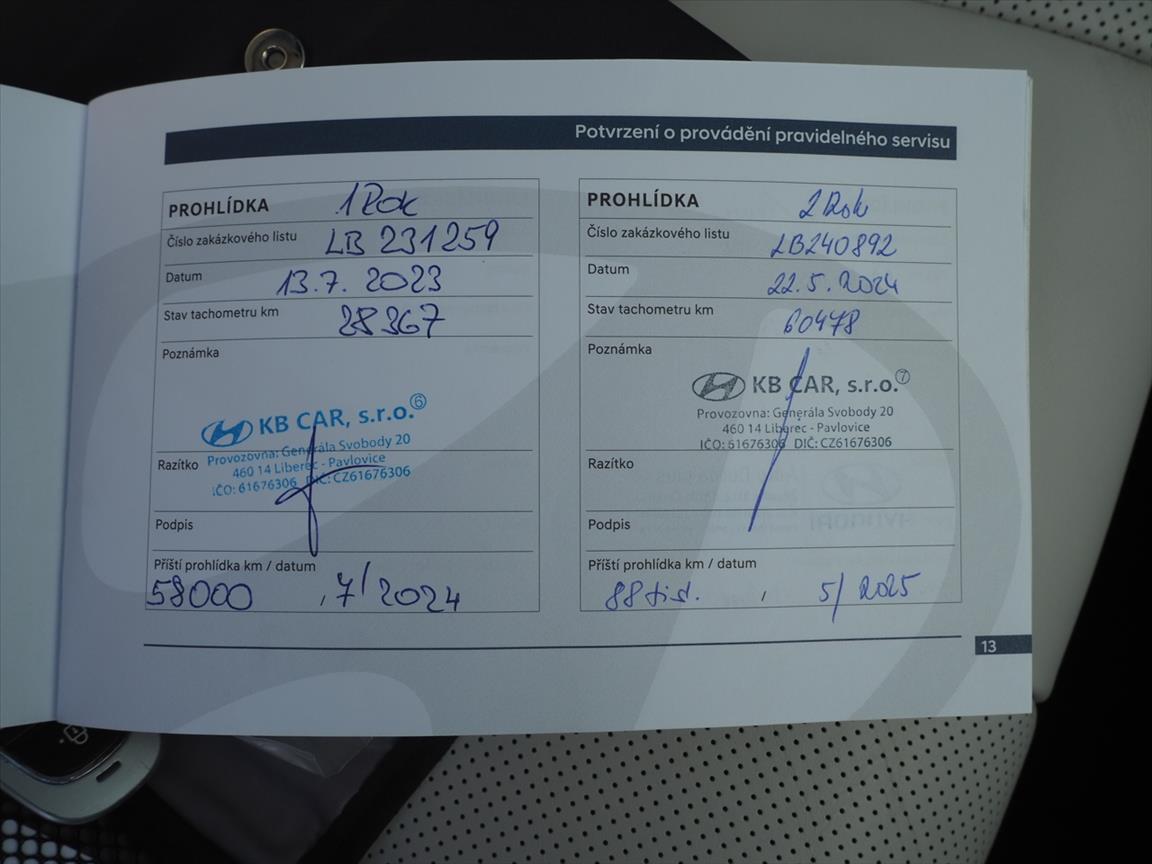 Potvrzení o provádění pravidelného servisu
PROHLÍDKA 1 Rok
Číslo zakázkového listu LB 231259
Datum 13.7. 2023
Stav tachometru km 28367
Poznámka
KB CAR, s.r.o. 6
Provozovna: Generála Svobody 20
460 14 Liberec - Pavlovice
IČO: 61676306 DIČ: CZ61676306
Razítko
Podpis
Příští prohlídka km / datum
58000 , 7/2024
PROHLÍDKA 2 Rok
Číslo zakázkového listu LB240892
Datum 22.5.2024
Stav tachometru km 60478
Poznámka
KB CAR, s.r.o. 7
Provozovna: Generála Svobody 20
460 14 Liberec - Pavlovice
IČO: 61676306 DIČ: CZ61676306
Razítko
Podpis
Příští prohlídka km / datum
88 tis. , 5/2025
13